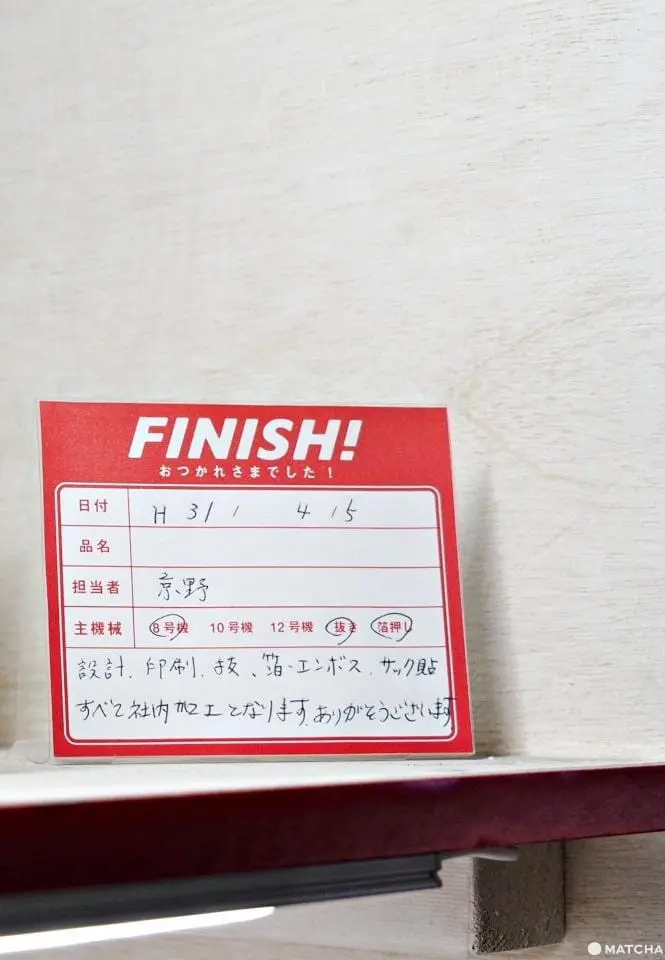 FINISH!
おつかれさまでした！
日付 H 31 / 4 / 5
品名
担当者 京野
主機械 8号機 10号機 12号機 抜き 箔押し
設計、印刷、抜、箔・エンボス、サック貼
すべて社内加工となります、ありがとうございます
MATCHA